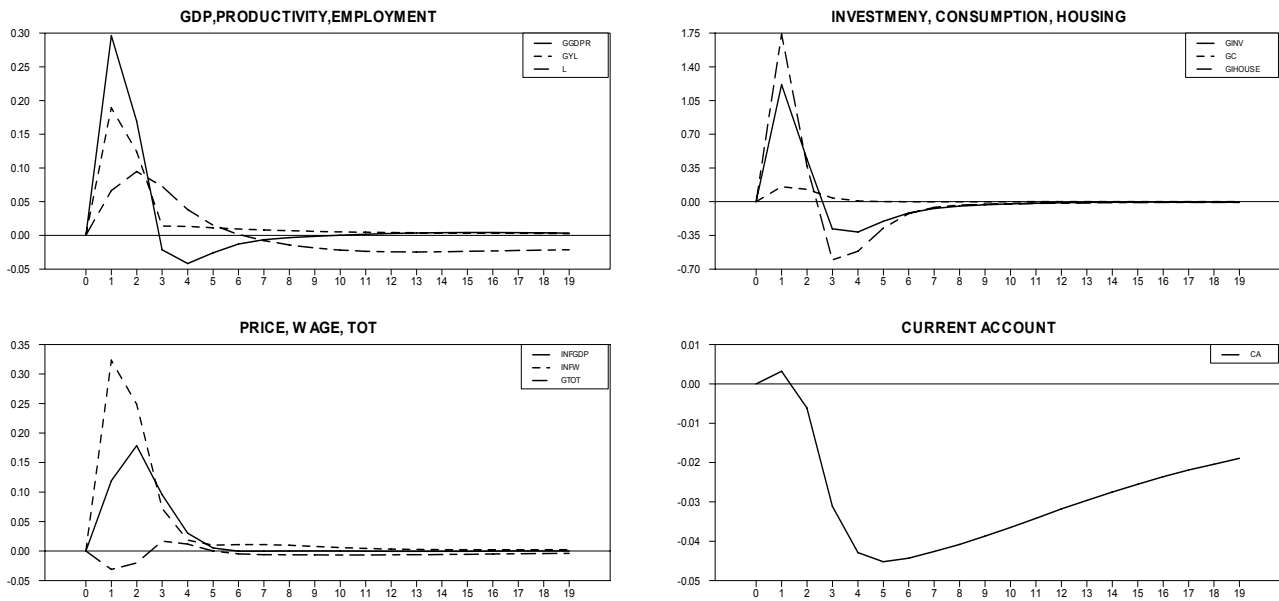 GDP,PRODUCTIVITY,EMPLOYMENT
0.30
0.25
0.20
0.15
0.10
0.05
0.00
-0.05
GGDPR
GYL
L
0 1 2 3 4 5 6 7 8 9 10 11 12 13 14 15 16 17 18 19
INVESTMENY, CONSUMPTION, HOUSING
1.75
1.40
1.05
0.70
0.35
0.00
-0.35
-0.70
GINV
GC
GIHOUSE
0 1 2 3 4 5 6 7 8 9 10 11 12 13 14 15 16 17 18 19
PRICE, WAGE, TOT
0.35
0.30
0.25
0.20
0.15
0.10
0.05
0.00
-0.05
INFGDP
INFW
GTOT
0 1 2 3 4 5 6 7 8 9 10 11 12 13 14 15 16 17 18 19
CURRENT ACCOUNT
0.01
0.00
-0.01
-0.02
-0.03
-0.04
-0.05
CA
0 1 2 3 4 5 6 7 8 9 10 11 12 13 14 15 16 17 18 19